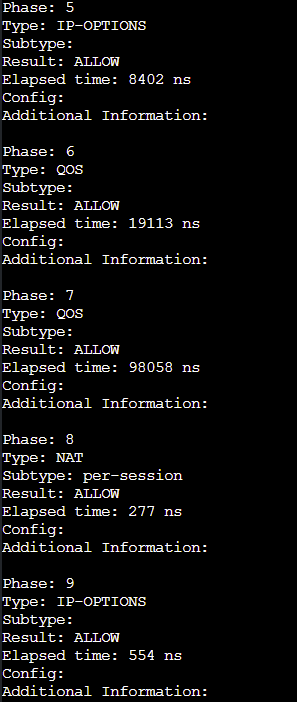 Phase: 5
Type: IP-OPTIONS
Subtype:
Result: ALLOW
Elapsed time: 8402 ns
Config:
Additional Information:

Phase: 6
Type: QOS
Subtype:
Result: ALLOW
Elapsed time: 19113 ns
Config:
Additional Information:

Phase: 7
Type: QOS
Subtype:
Result: ALLOW
Elapsed time: 98058 ns
Config:
Additional Information:

Phase: 8
Type: NAT
Subtype: per-session
Result: ALLOW
Elapsed time: 277 ns
Config:
Additional Information:

Phase: 9
Type: IP-OPTIONS
Subtype:
Result: ALLOW
Elapsed time: 554 ns
Config:
Additional Information: